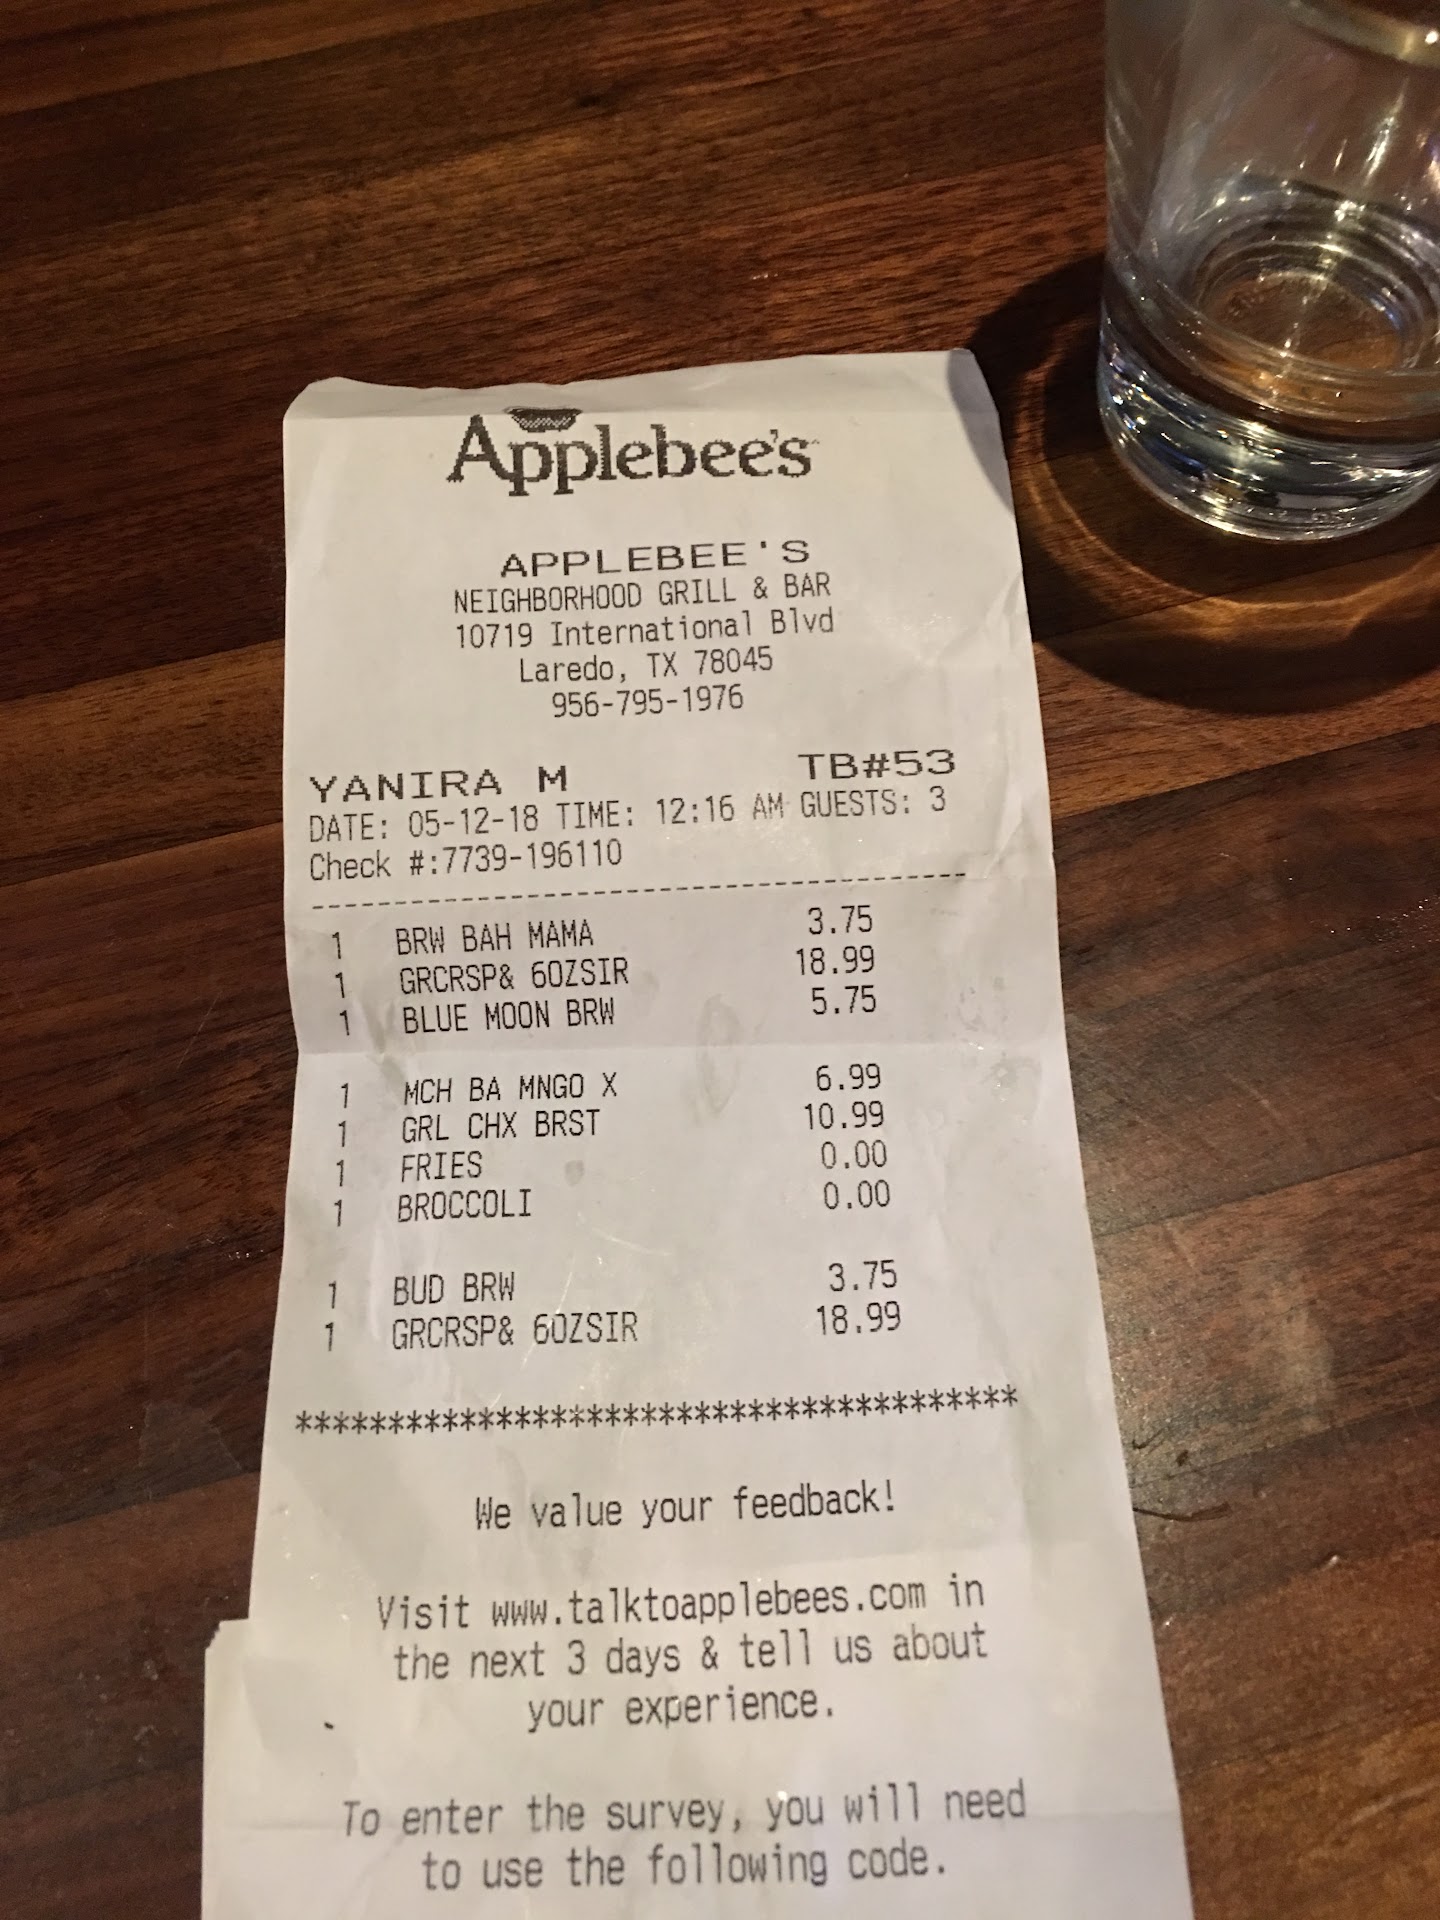 Applebee's
APPLEBEE'S
NEIGHBORHOOD GRILL & BAR
10719 International Blvd
Laredo, TX 78045
956-795-1976
YANIRA M TB#53
DATE: 05-12-18 TIME: 12:16 AM GUESTS: 3
Check #:7739-196110
----------------------------------------
1 BRW BAH MAMA 3.75
1 GRCRSP& 6OZSIR 18.99
1 BLUE MOON BRW 5.75
1 MCH BA MNGO X 6.99
1 GRL CHX BRST 10.99
1 FRIES 0.00
1 BROCCOLI 0.00
1 BUD BRW 3.75
1 GRCRSP& 6OZSIR 18.99
****************************************
We value your feedback!
Visit www.talktoapplebees.com in
the next 3 days & tell us about
your experience.
To enter the survey, you will need
to use the following code.